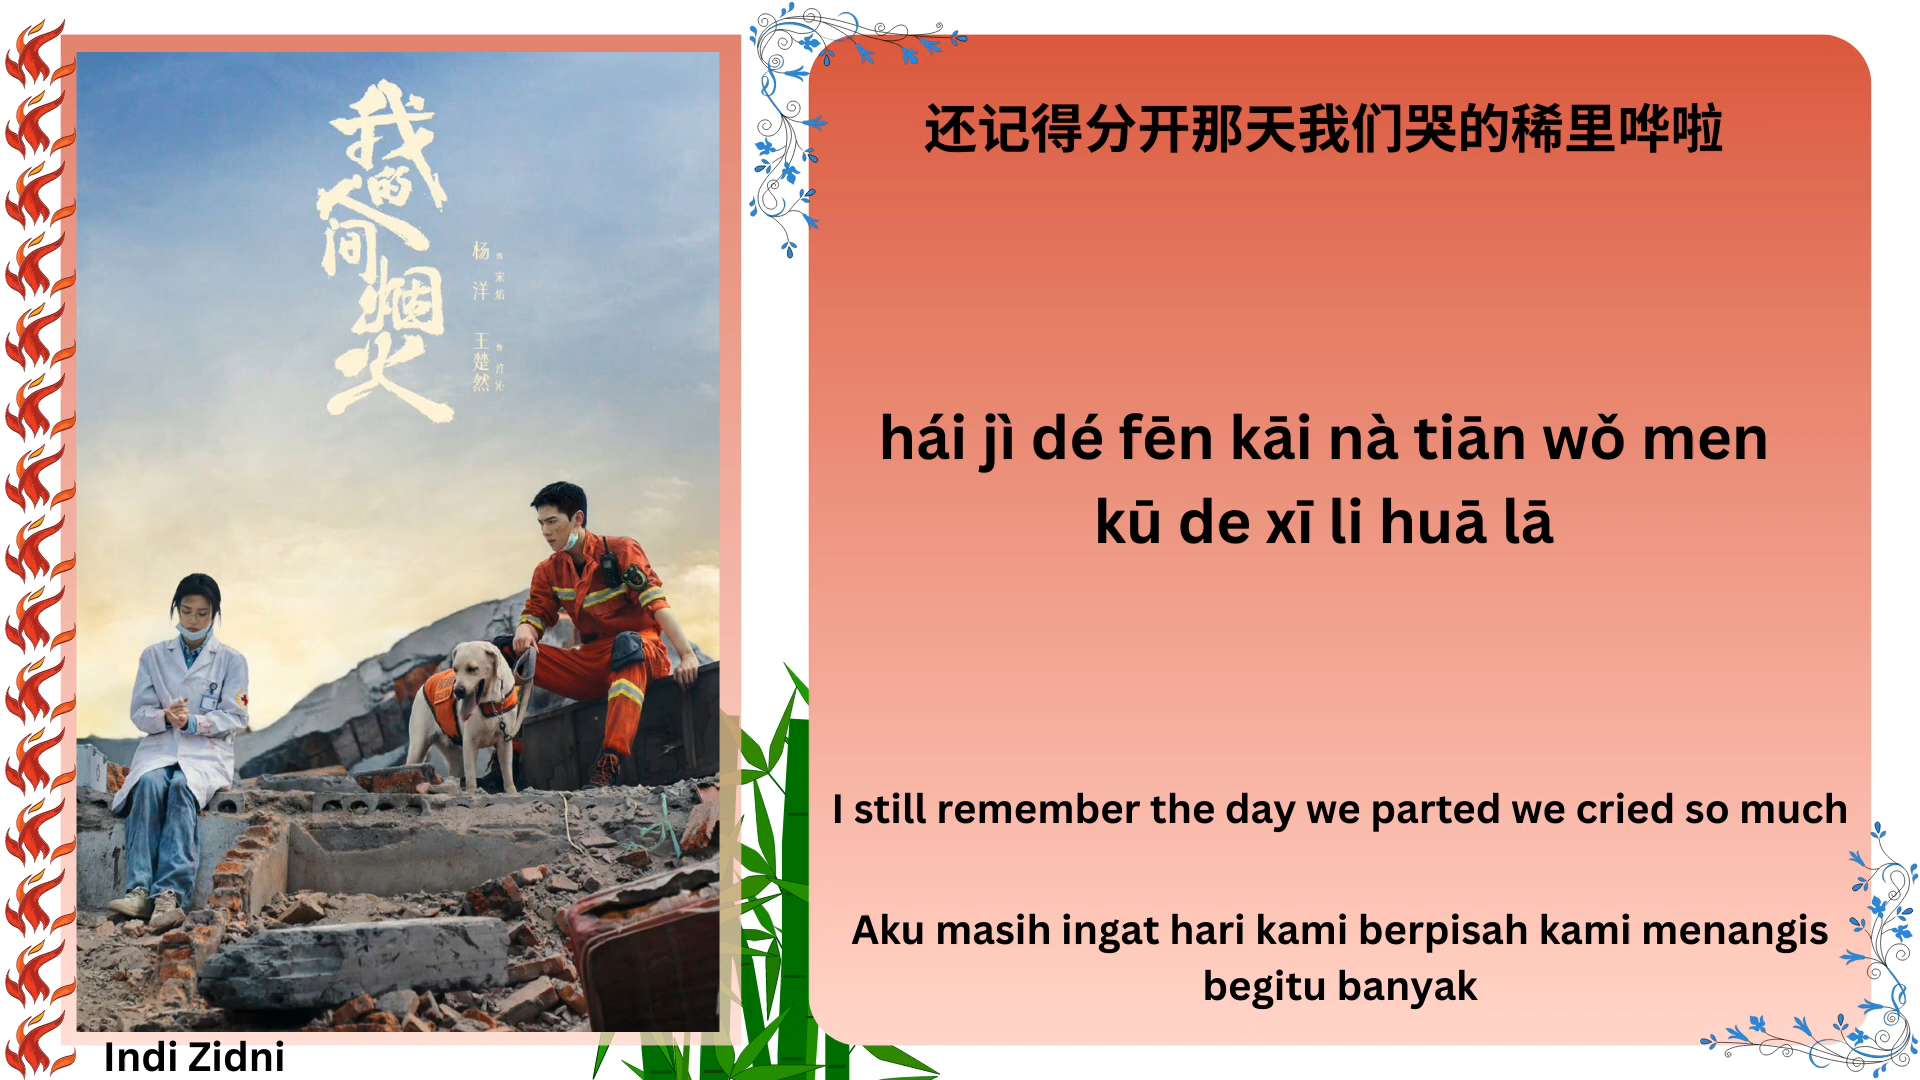 我的人间烟火
杨洋 饰 宋焰
王楚然 饰 许沁
还记得分开那天我们哭的稀里哗啦
hái jì dé fēn kāi nà tiān wǒ men
kū de xī li huā lā
I still remember the day we parted we cried so much
Aku masih ingat hari kami berpisah kami menangis
begitu banyak
Indi Zidni